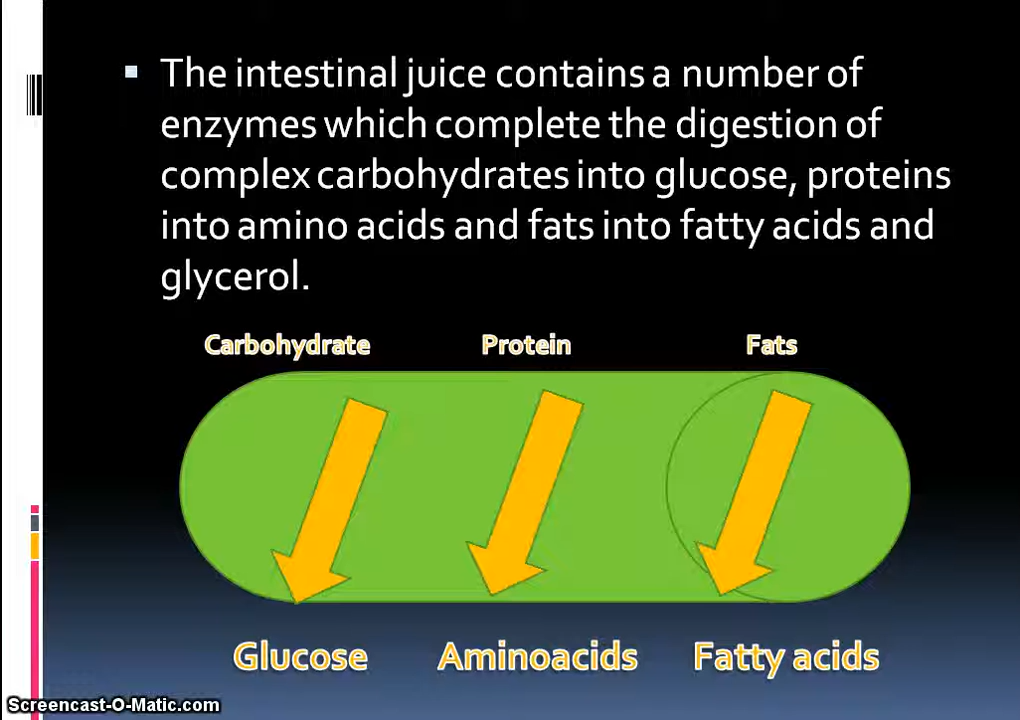 The intestinal juice contains a number of
enzymes which complete the digestion of
complex carbohydrates into glucose, proteins
into amino acids and fats into fatty acids and
glycerol.
Carbohydrate Protein Fats
Glucose Aminoacids Fatty acids
Screencast-O-Matic.com